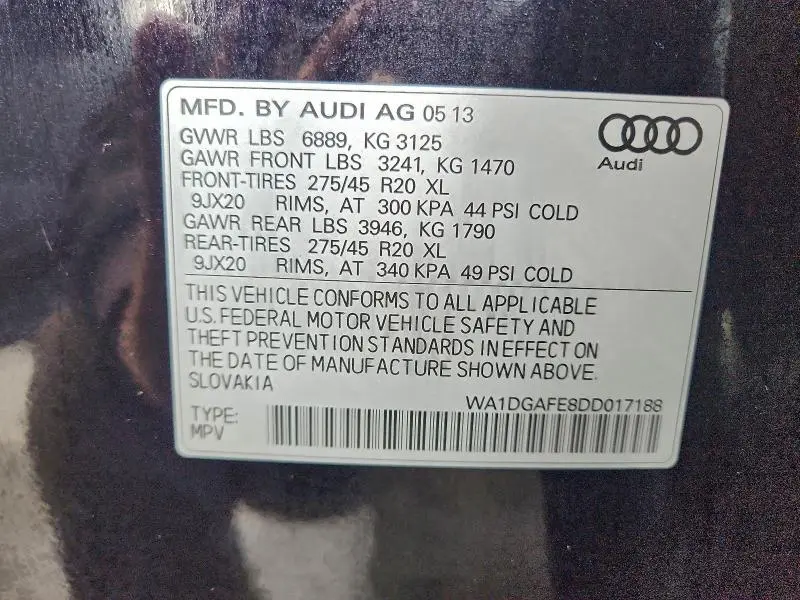 MFD. BY AUDI AG 05 13
Audi
GVWR LBS 6889, KG 3125
GAWR FRONT LBS 3241, KG 1470
FRONT-TIRES 275/45 R20 XL
9JX20 RIMS, AT 300 KPA 44 PSI COLD
GAWR REAR LBS 3946, KG 1790
REAR-TIRES 275/45 R20 XL
9JX20 RIMS, AT 340 KPA 49 PSI COLD
THIS VEHICLE CONFORMS TO ALL APPLICABLE
U.S. FEDERAL MOTOR VEHICLE SAFETY AND
THEFT PREVENTION STANDARDS IN EFFECT ON
THE DATE OF MANUFACTURE SHOWN ABOVE.
SLOVAKIA
WA1DGAFE8DD017188
TYPE:
MPV